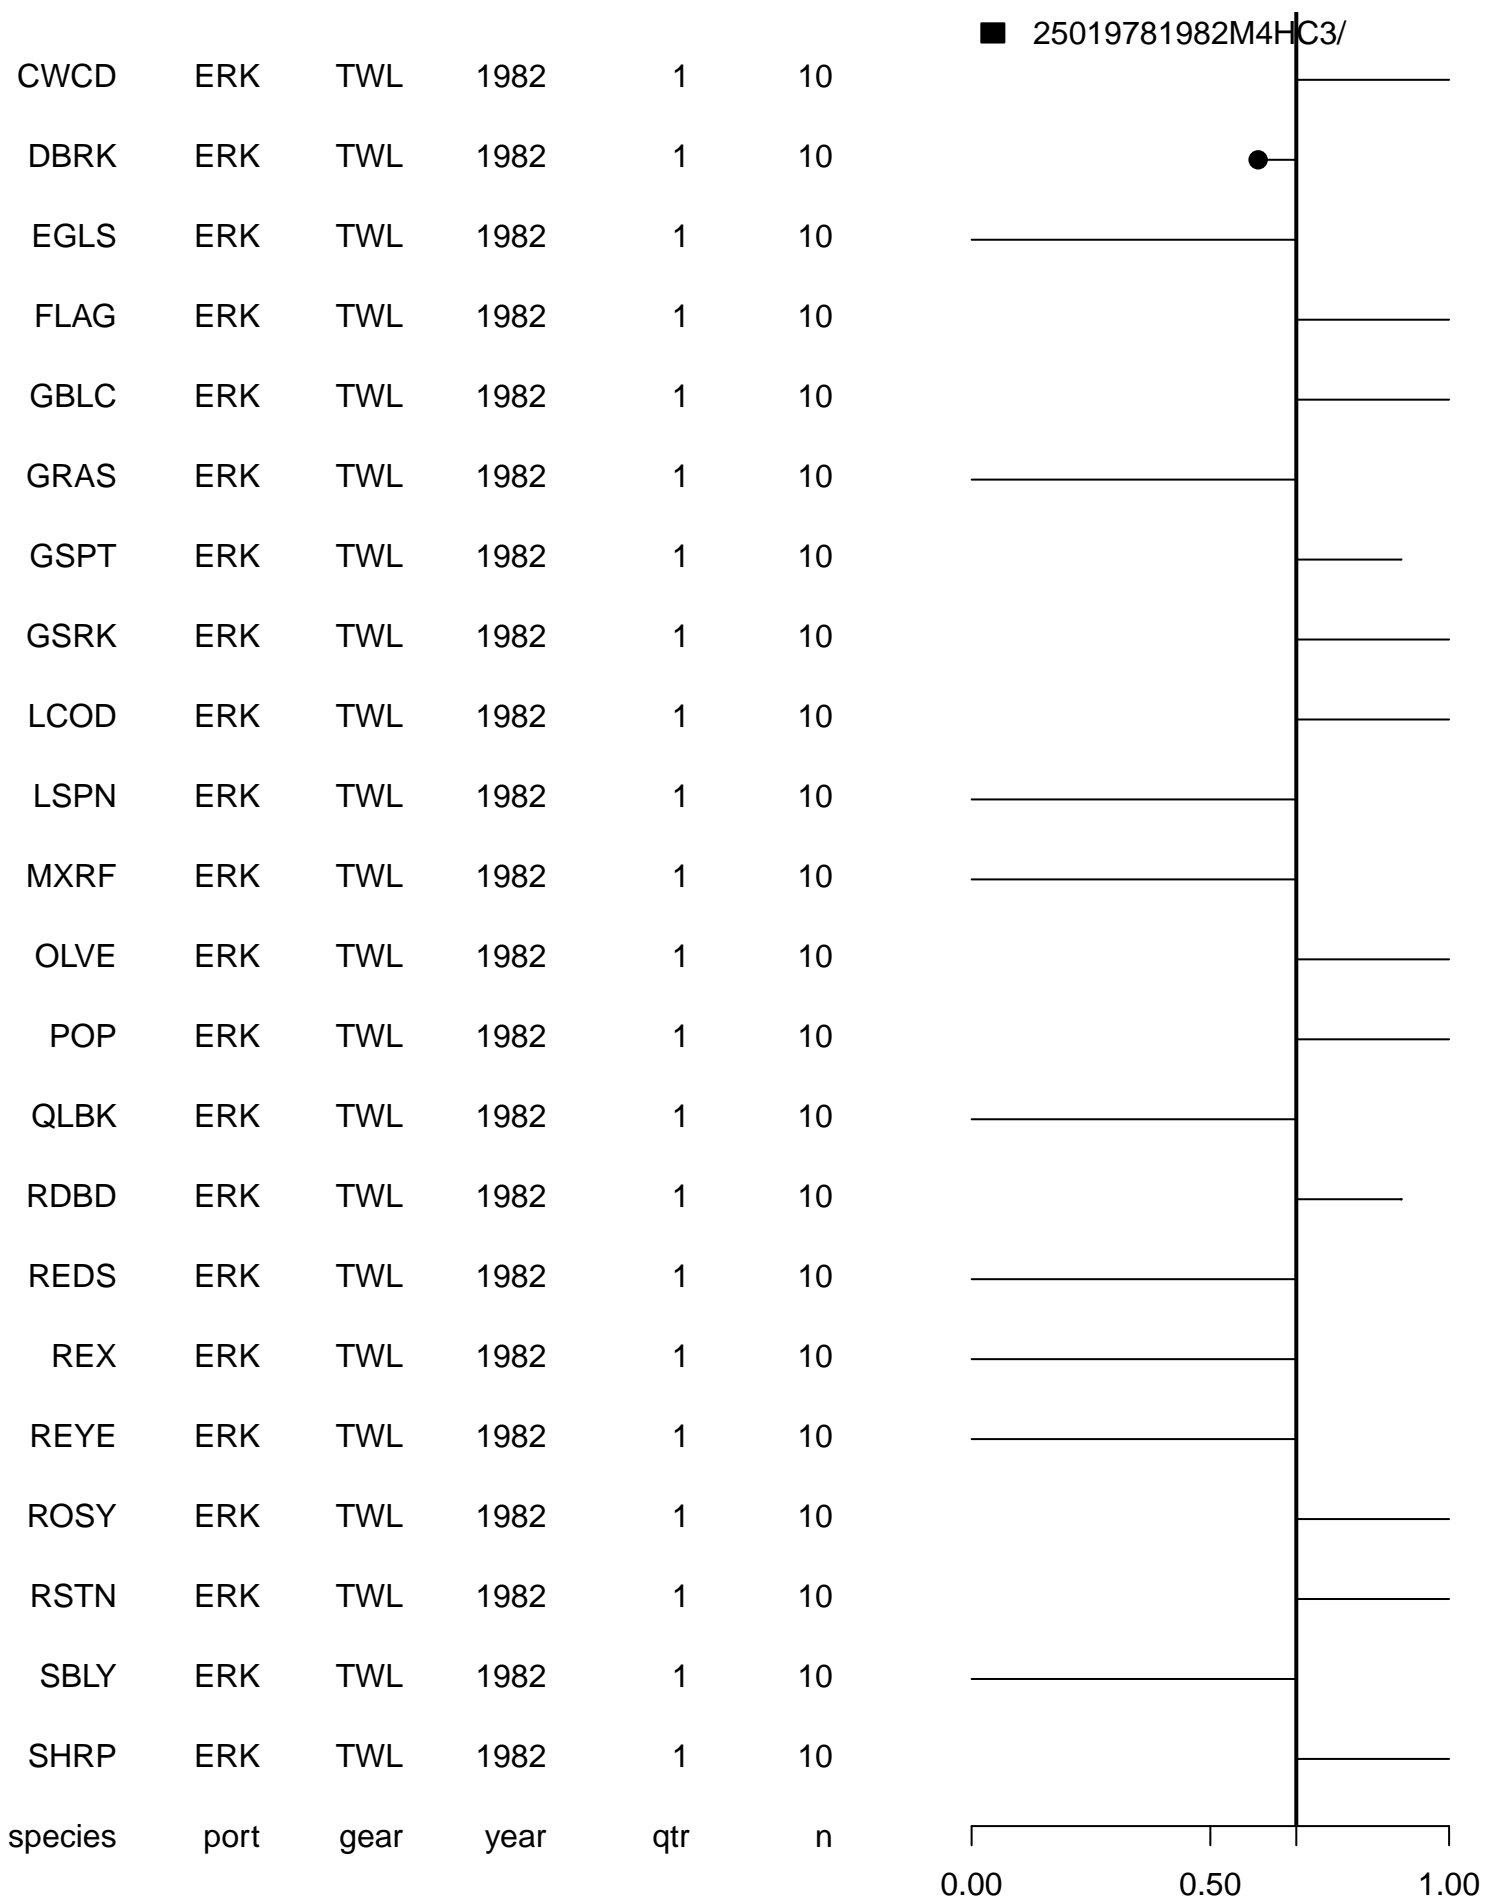 25019781982M4HC3/
CWCD ERK TWL 1982 1 10
DBRK ERK TWL 1982 1 10
EGLS ERK TWL 1982 1 10
FLAG ERK TWL 1982 1 10
GBLC ERK TWL 1982 1 10
GRAS ERK TWL 1982 1 10
GSPT ERK TWL 1982 1 10
GSRK ERK TWL 1982 1 10
LCOD ERK TWL 1982 1 10
LSPN ERK TWL 1982 1 10
MXRF ERK TWL 1982 1 10
OLVE ERK TWL 1982 1 10
POP ERK TWL 1982 1 10
QLBK ERK TWL 1982 1 10
RDBD ERK TWL 1982 1 10
REDS ERK TWL 1982 1 10
REX ERK TWL 1982 1 10
REYE ERK TWL 1982 1 10
ROSY ERK TWL 1982 1 10
RSTN ERK TWL 1982 1 10
SBLY ERK TWL 1982 1 10
SHRP ERK TWL 1982 1 10
species port gear year qtr n
0.00 0.50 1.00